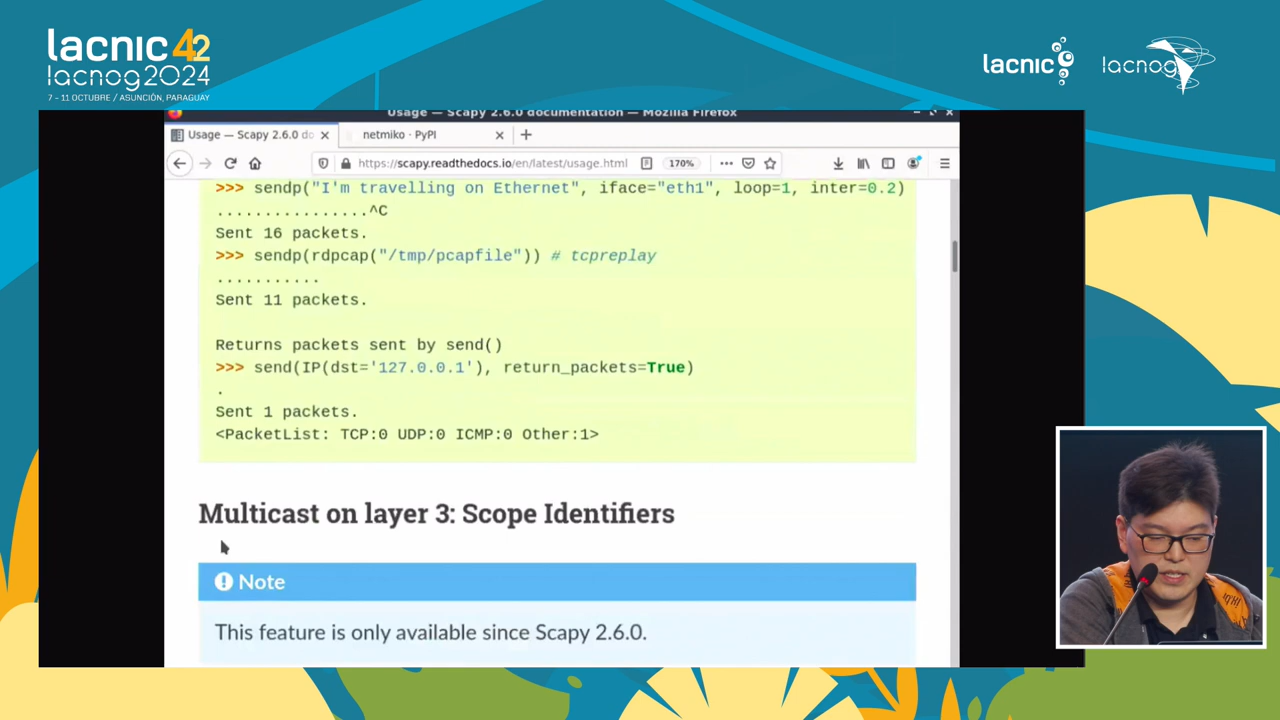 lacnic 42
lacnog2024
7 - 11 OCTUBRE / ASUNCIÓN, PARAGUAY
lacnic
lacnog
Usage — Scapy 2.6.0 documentation — Mozilla Firefox
Usage — Scapy 2.6.0 do
netmiko · PyPI
https://scapy.readthedocs.io/en/latest/usage.html
170%
>>> sendp("I'm travelling on Ethernet", iface="eth1", loop=1, inter=0.2)
................^C
Sent 16 packets.
>>> sendp(rdpcap("/tmp/pcapfile")) # tcpreplay
...........
Sent 11 packets.
Returns packets sent by send()
>>> send(IP(dst='127.0.0.1'), return_packets=True)
.
Sent 1 packets.
<PacketList: TCP:0 UDP:0 ICMP:0 Other:1>
Multicast on layer 3: Scope Identifiers
Note
This feature is only available since Scapy 2.6.0.